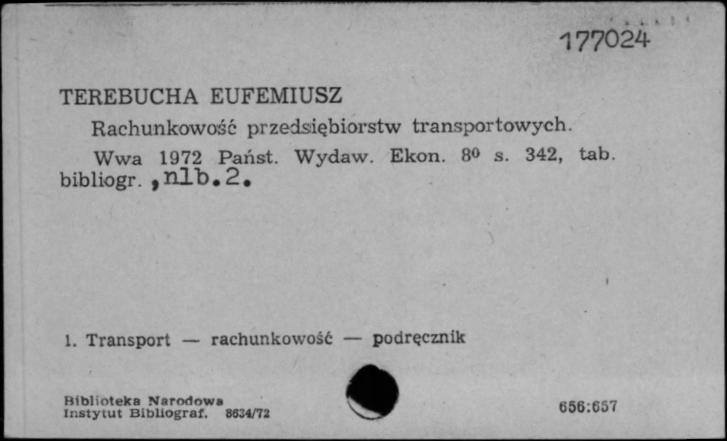 177024
TEREBUCHA EUFEMIUSZ
Rachunkowość przedsiębiorstw transportowych.
Wwa 1972 Państ. Wydaw. Ekon. 8⁰ s. 342, tab.
bibliogr. ,nlb.2.
1. Transport — rachunkowość — podręcznik
Biblioteka Narodowa
Instytut Bibliograf. 8634/72
656:657